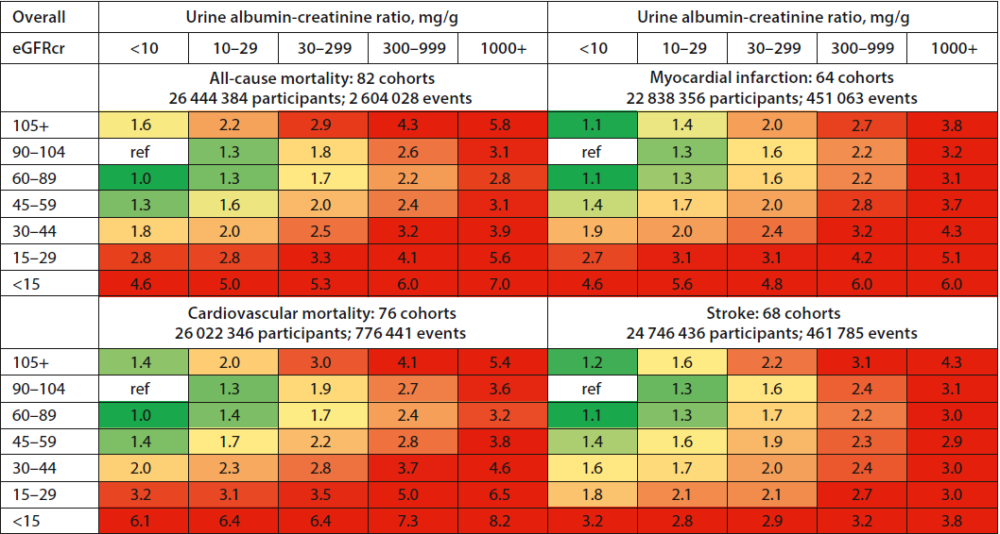 Overall Urine albumin-creatinine ratio, mg/g Urine albumin-creatinine ratio, mg/g
eGFRcr <10 10–29 30–299 300–999 1000+ <10 10–29 30–299 300–999 1000+
All-cause mortality: 82 cohorts Myocardial infarction: 64 cohorts
26 444 384 participants; 2 604 028 events 22 838 356 participants; 451 063 events
105+ 1.6 2.2 2.9 4.3 5.8 1.1 1.4 2.0 2.7 3.8
90–104 ref 1.3 1.8 2.6 3.1 ref 1.3 1.6 2.2 3.2
60–89 1.0 1.3 1.7 2.2 2.8 1.1 1.3 1.6 2.2 3.1
45–59 1.3 1.6 2.0 2.4 3.1 1.4 1.7 2.0 2.8 3.7
30–44 1.8 2.0 2.5 3.2 3.9 1.9 2.0 2.4 3.2 4.3
15–29 2.8 2.8 3.3 4.1 5.6 2.7 3.1 3.1 4.2 5.1
<15 4.6 5.0 5.3 6.0 7.0 4.6 5.6 4.8 6.0 6.0
Cardiovascular mortality: 76 cohorts Stroke: 68 cohorts
26 022 346 participants; 776 441 events 24 746 436 participants; 461 785 events
105+ 1.4 2.0 3.0 4.1 5.4 1.2 1.6 2.2 3.1 4.3
90–104 ref 1.3 1.9 2.7 3.6 ref 1.3 1.6 2.4 3.1
60–89 1.0 1.4 1.7 2.4 3.2 1.1 1.3 1.7 2.2 3.0
45–59 1.4 1.7 2.2 2.8 3.8 1.4 1.6 1.9 2.3 2.9
30–44 2.0 2.3 2.8 3.7 4.6 1.6 1.7 2.0 2.4 3.0
15–29 3.2 3.1 3.5 5.0 6.5 1.8 2.1 2.1 2.7 3.0
<15 6.1 6.4 6.4 7.3 8.2 3.2 2.8 2.9 3.2 3.8